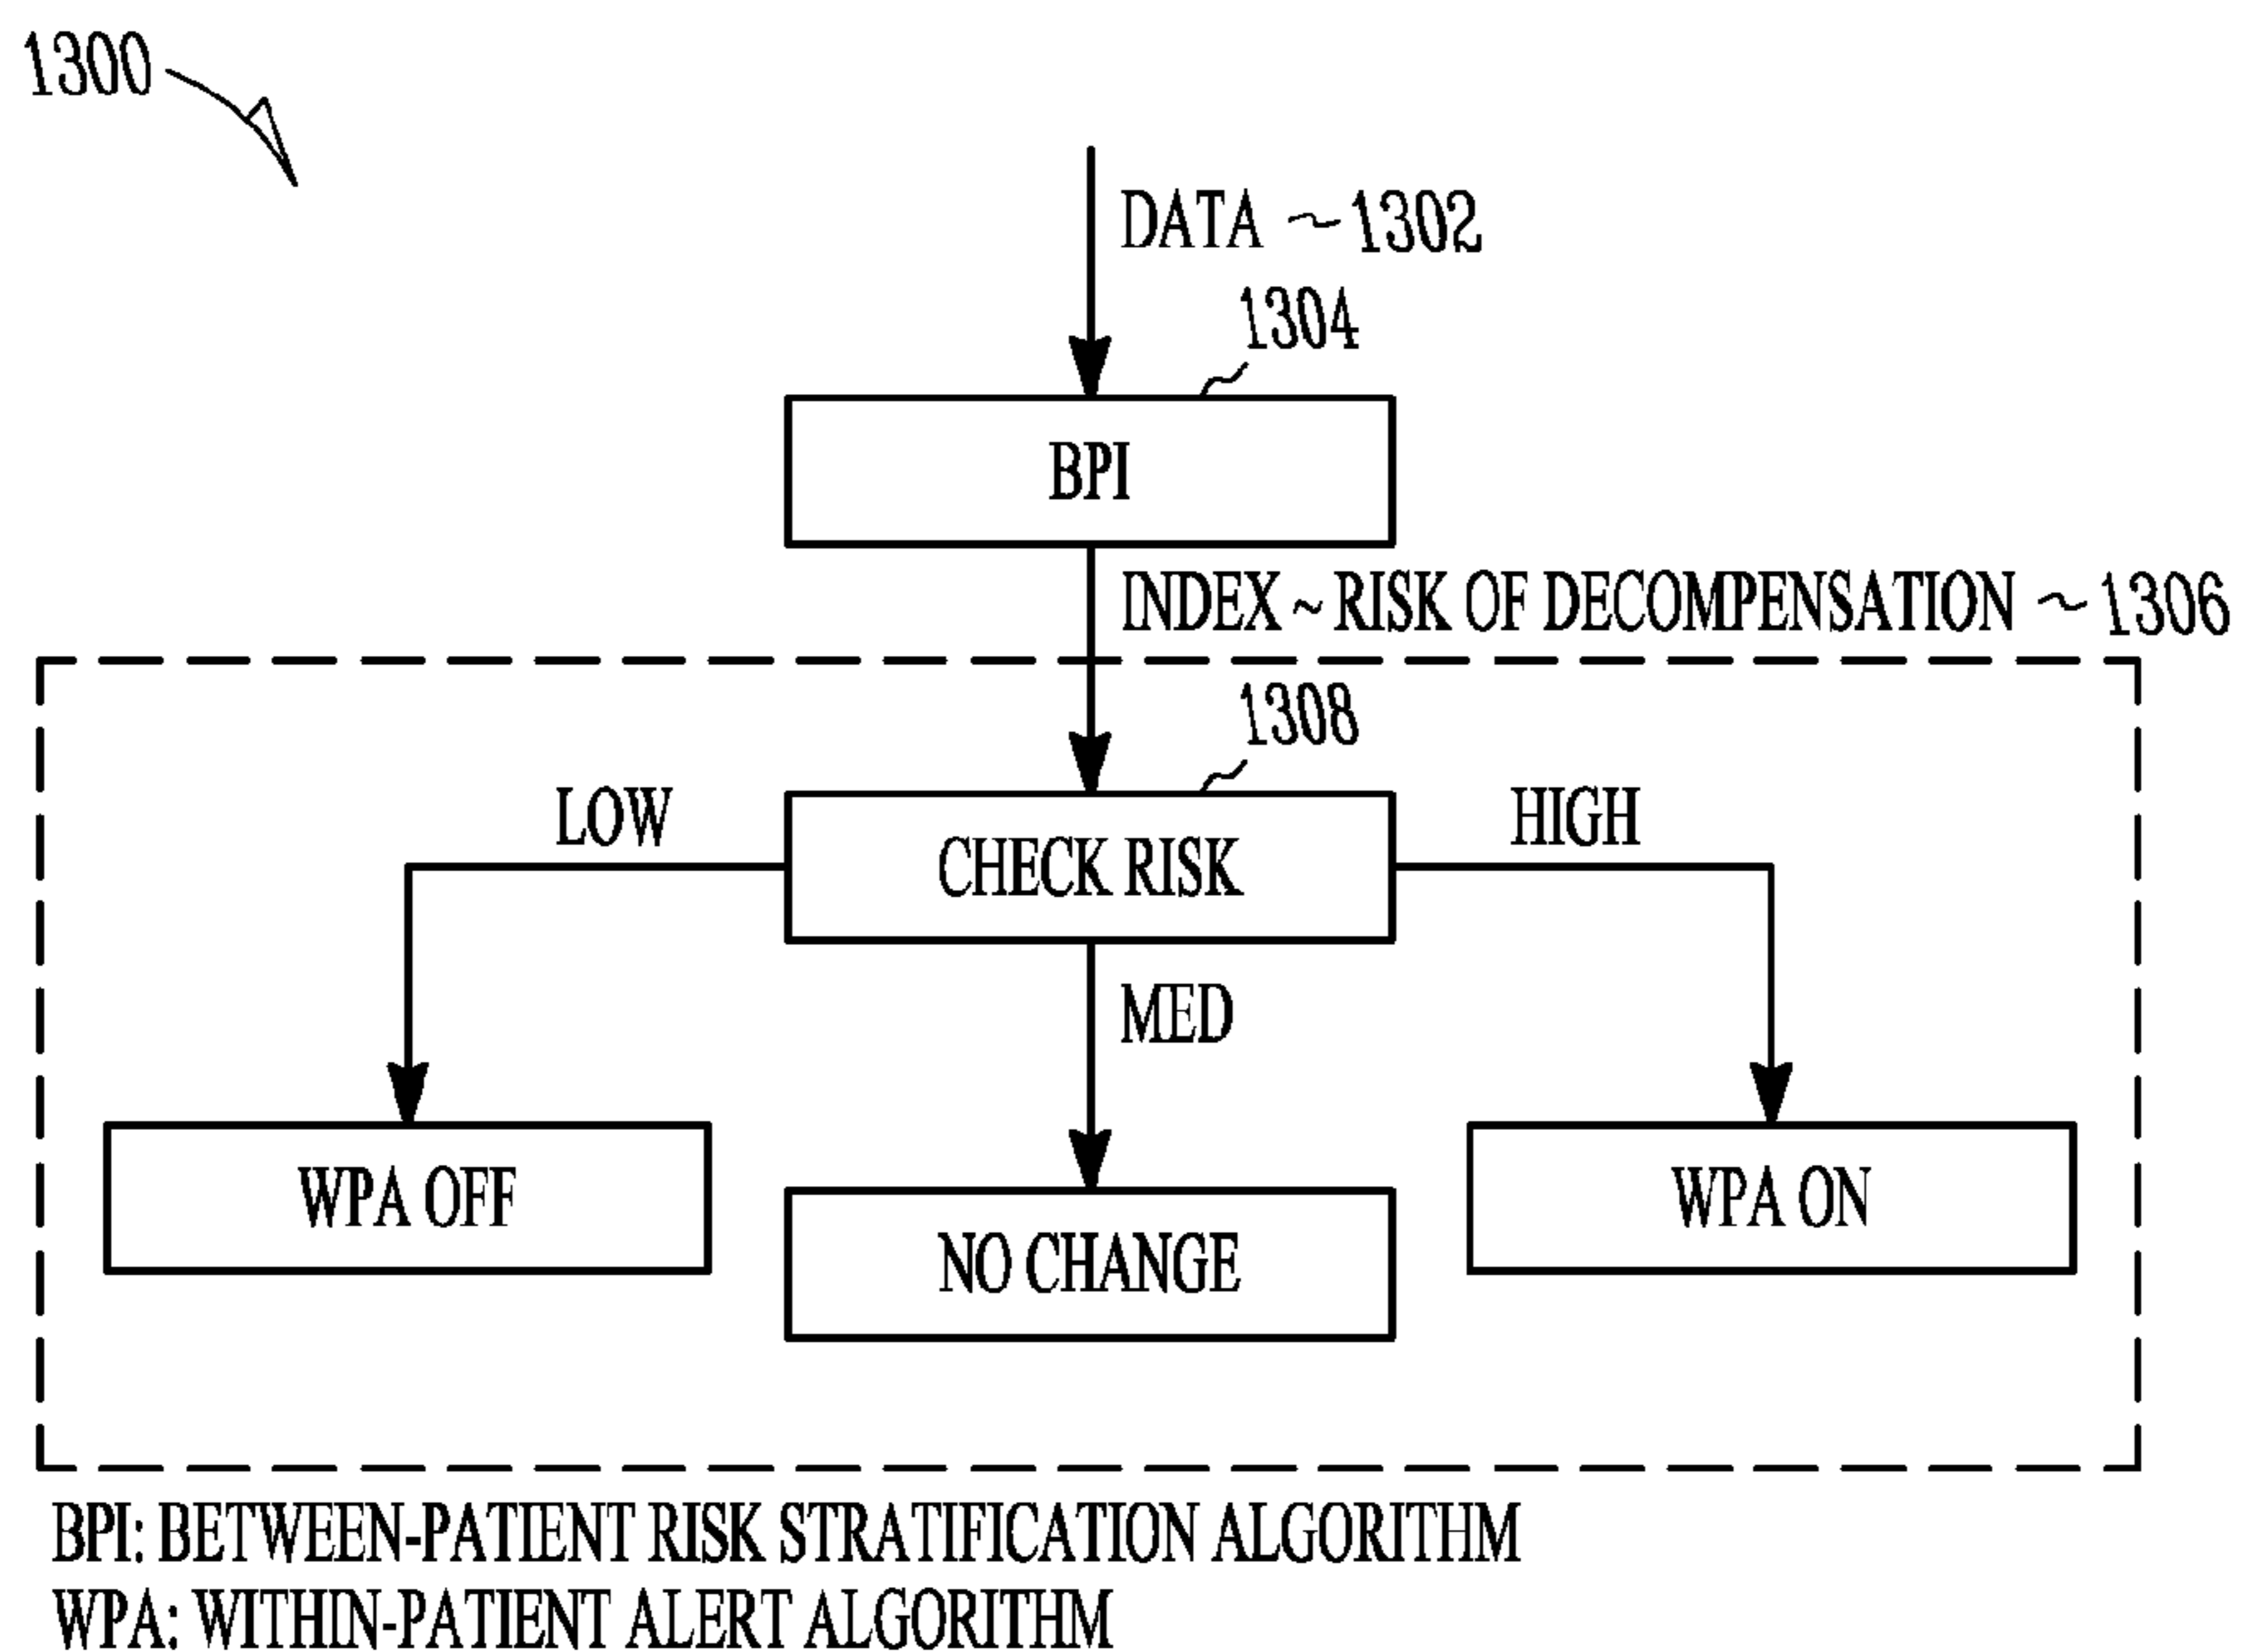 1300
DATA ~ 1302
1304
BPI
INDEX ~ RISK OF DECOMPENSATION ~ 1306
1308
LOW
CHECK RISK
HIGH
MED
WPA OFF
NO CHANGE
WPA ON
BPI: BETWEEN-PATIENT RISK STRATIFICATION ALGORITHM
WPA: WITHIN-PATIENT ALERT ALGORITHM